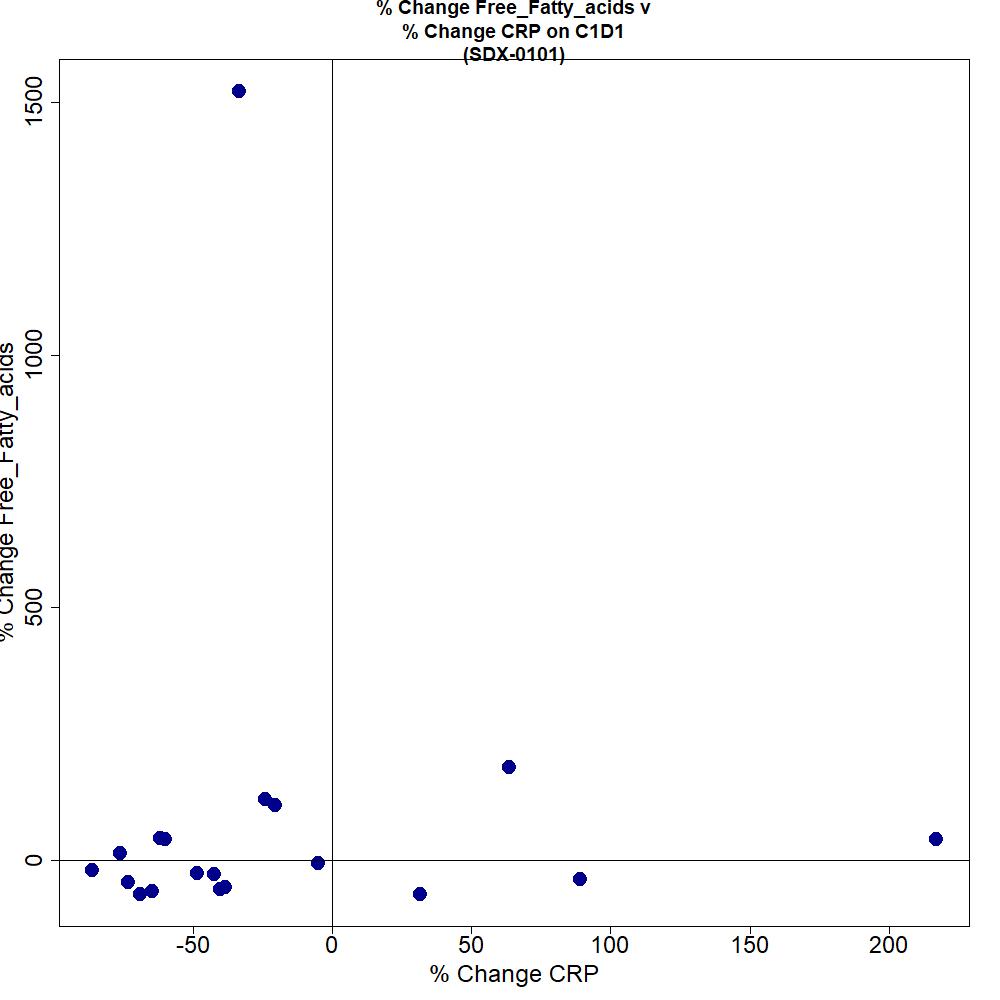 % Change Free_Fatty_acids v
% Change CRP on C1D1
(SDX-0101)
1500
1000
500
0
% Change Free_Fatty_acids
-50
0
50
100
150
200
% Change CRP